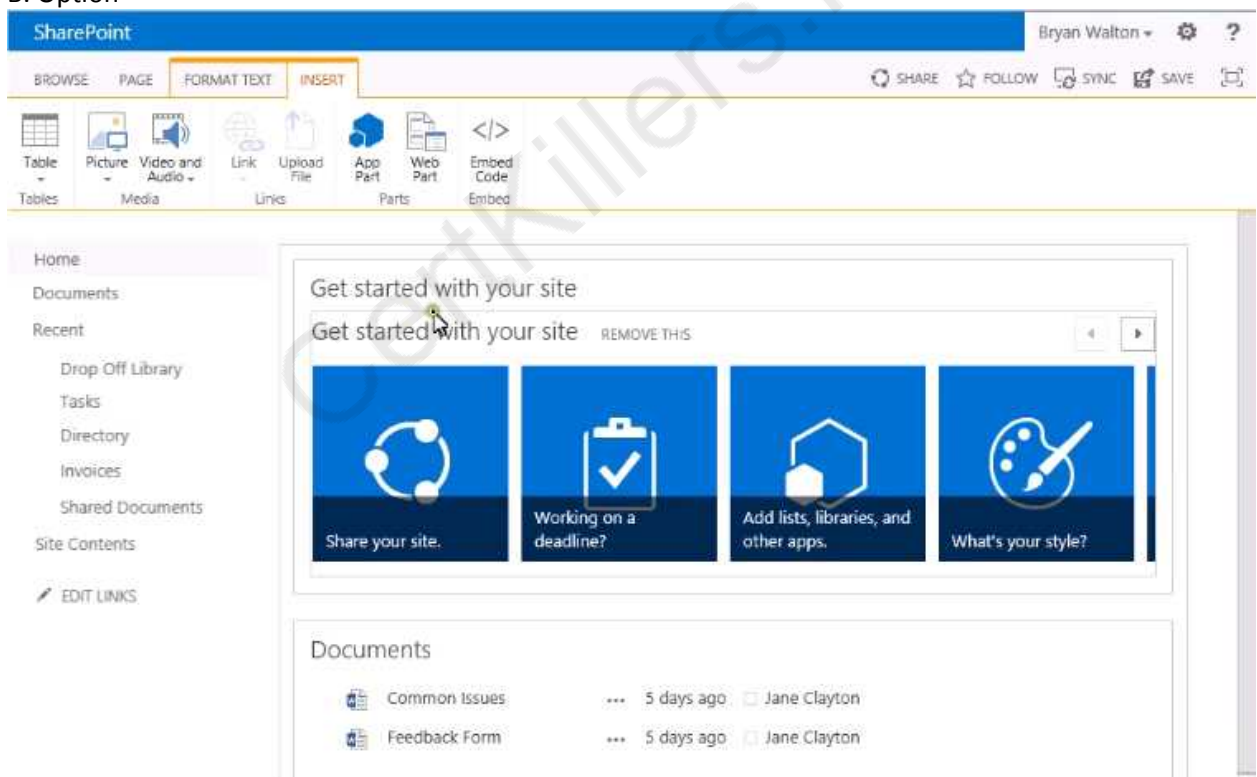 B. Option
SharePoint Bryan Walton ?
BROWSE PAGE FORMAT TEXT INSERT SHARE FOLLOW SYNC SAVE
Table Picture Video and Audio Link Upload File App Part Web Part </> Embed Code
Tables Media Links Parts Embed
Home
Documents
Recent
Drop Off Library
Tasks
Directory
Invoices
Shared Documents
Site Contents
EDIT LINKS
Get started with your site
Get started with your site REMOVE THIS
Share your site.
Working on a
deadline?
Add lists, libraries, and
other apps.
What's your style?
Documents
Common Issues ... 5 days ago Jane Clayton
Feedback Form ... 5 days ago Jane Clayton
CertKillers.